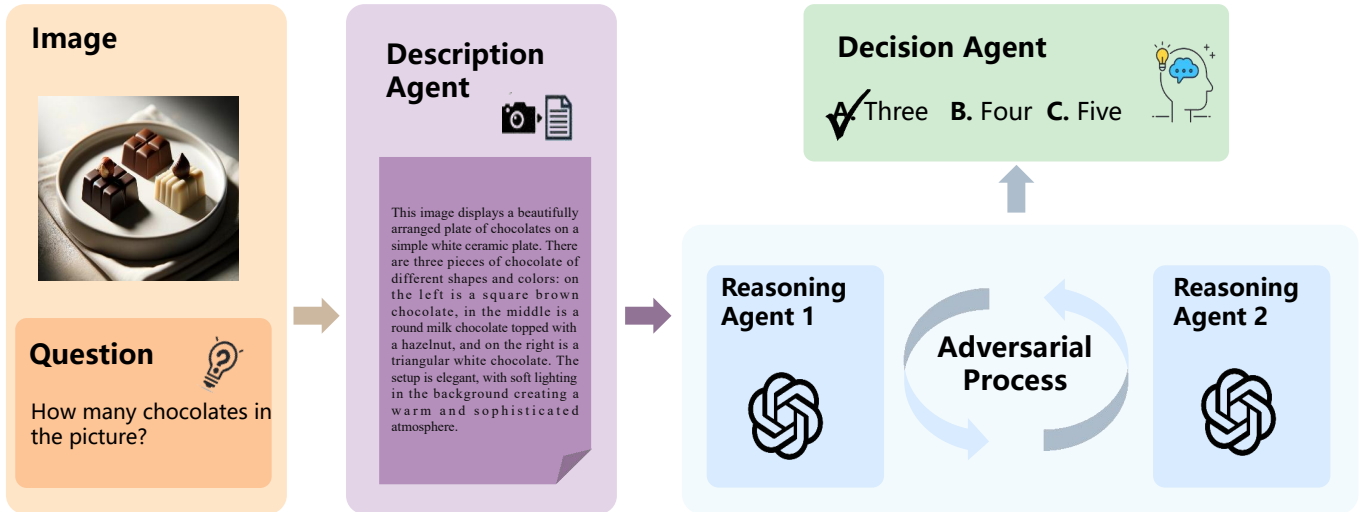 Image
Question
How many chocolates in
the picture?
Description
Agent
This image displays a beautifully
arranged plate of chocolates on a
simple white ceramic plate. There
are three pieces of chocolate of
different shapes and colors: on
the left is a square brown
chocolate, in the middle is a
round milk chocolate topped with
a hazelnut, and on the right is a
triangular white chocolate. The
setup is elegant, with soft lighting
in the background creating a
warm and sophisticated
atmosphere.
Decision Agent
A. Three B. Four C. Five
Reasoning
Agent 1
Adversarial
Process
Reasoning
Agent 2